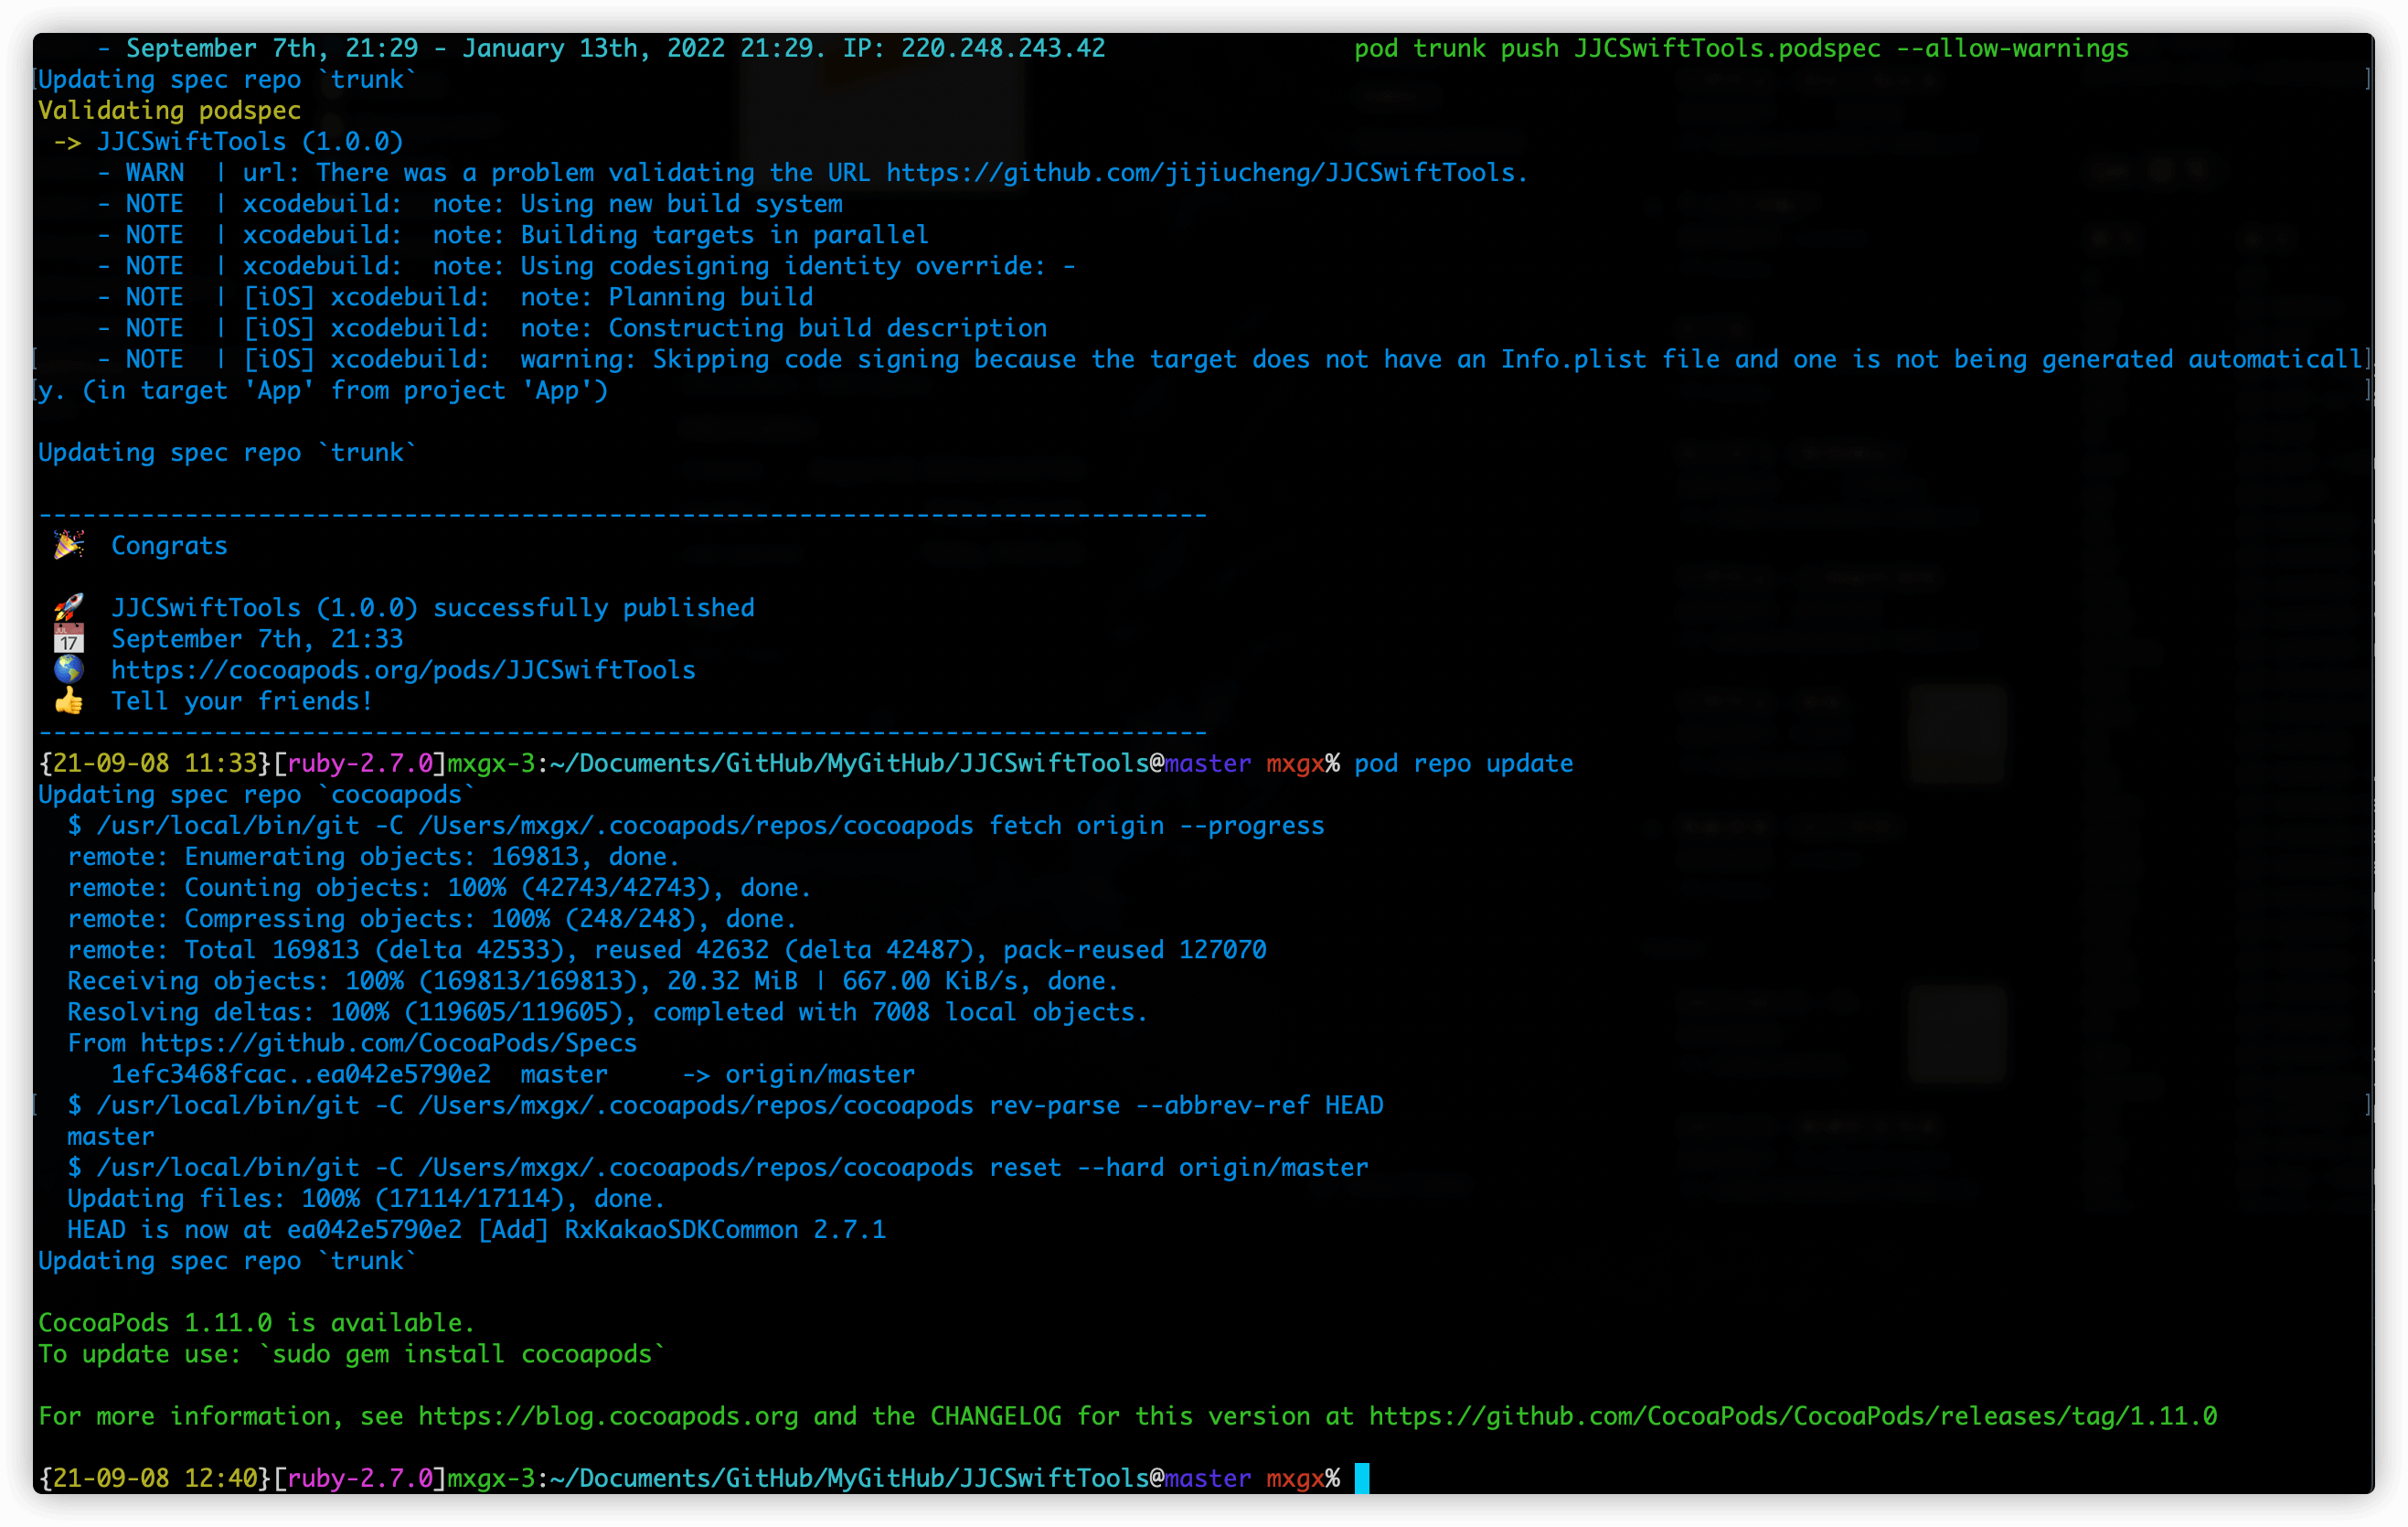 - September 7th, 21:29 - January 13th, 2022 21:29. IP: 220.248.243.42 pod trunk push JJCSwiftTools.podspec --allow-warnings
[Updating spec repo `trunk` ]
Validating podspec
-> JJCSwiftTools (1.0.0)
- WARN | url: There was a problem validating the URL https://github.com/jijiucheng/JJCSwiftTools.
- NOTE | xcodebuild: note: Using new build system
- NOTE | xcodebuild: note: Building targets in parallel
- NOTE | xcodebuild: note: Using codesigning identity override: -
- NOTE | [iOS] xcodebuild: note: Planning build
- NOTE | [iOS] xcodebuild: note: Constructing build description
[ - NOTE | [iOS] xcodebuild: warning: Skipping code signing because the target does not have an Info.plist file and one is not being generated automaticall]
[y. (in target 'App' from project 'App') ]
Updating spec repo `trunk`
--------------------------------------------------------------------------------
🎉 Congrats
🚀 JJCSwiftTools (1.0.0) successfully published
📅 September 7th, 21:33
🌎 https://cocoapods.org/pods/JJCSwiftTools
👍 Tell your friends!
--------------------------------------------------------------------------------
{21-09-08 11:33}[ruby-2.7.0]mxgx-3:~/Documents/GitHub/MyGitHub/JJCSwiftTools@master mxgx% pod repo update
Updating spec repo `cocoapods`
$ /usr/local/bin/git -C /Users/mxgx/.cocoapods/repos/cocoapods fetch origin --progress
remote: Enumerating objects: 169813, done.
remote: Counting objects: 100% (42743/42743), done.
remote: Compressing objects: 100% (248/248), done.
remote: Total 169813 (delta 42533), reused 42632 (delta 42487), pack-reused 127070
Receiving objects: 100% (169813/169813), 20.32 MiB | 667.00 KiB/s, done.
Resolving deltas: 100% (119605/119605), completed with 7008 local objects.
From https://github.com/CocoaPods/Specs
1efc3468fcac..ea042e5790e2 master -> origin/master
[ $ /usr/local/bin/git -C /Users/mxgx/.cocoapods/repos/cocoapods rev-parse --abbrev-ref HEAD ]
master
$ /usr/local/bin/git -C /Users/mxgx/.cocoapods/repos/cocoapods reset --hard origin/master
Updating files: 100% (17114/17114), done.
HEAD is now at ea042e5790e2 [Add] RxKakaoSDKCommon 2.7.1
Updating spec repo `trunk`
CocoaPods 1.11.0 is available.
To update use: `sudo gem install cocoapods`
For more information, see https://blog.cocoapods.org and the CHANGELOG for this version at https://github.com/CocoaPods/CocoaPods/releases/tag/1.11.0
{21-09-08 12:40}[ruby-2.7.0]mxgx-3:~/Documents/GitHub/MyGitHub/JJCSwiftTools@master mxgx%